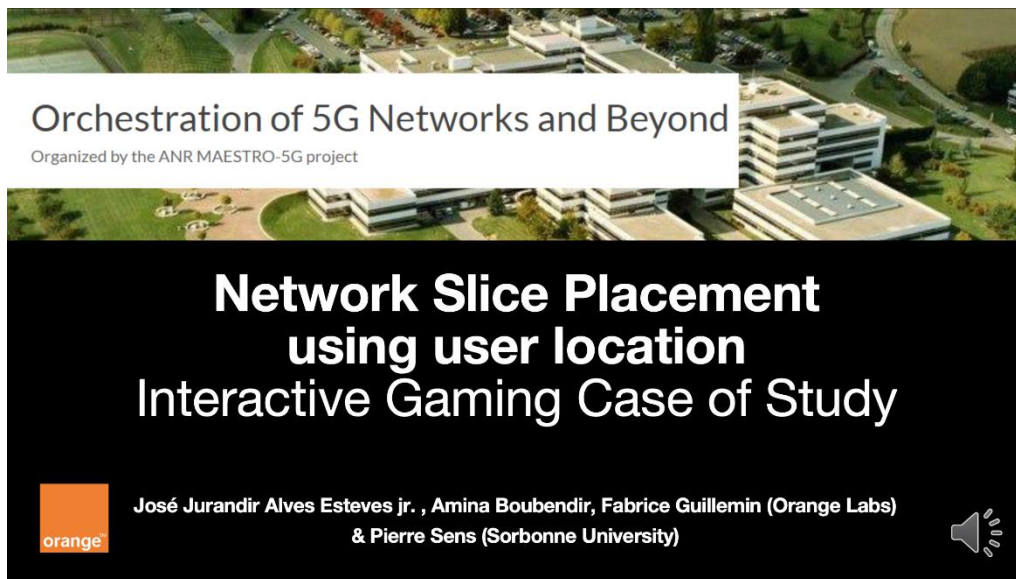 Orchestration of 5G Networks and Beyond
Organized by the ANR MAESTRO-5G project
Network Slice Placement
using user location
Interactive Gaming Case of Study
José Jurandir Alves Esteves jr. , Amina Boubendir, Fabrice Guillemin (Orange Labs)
& Pierre Sens (Sorbonne University)
orange™